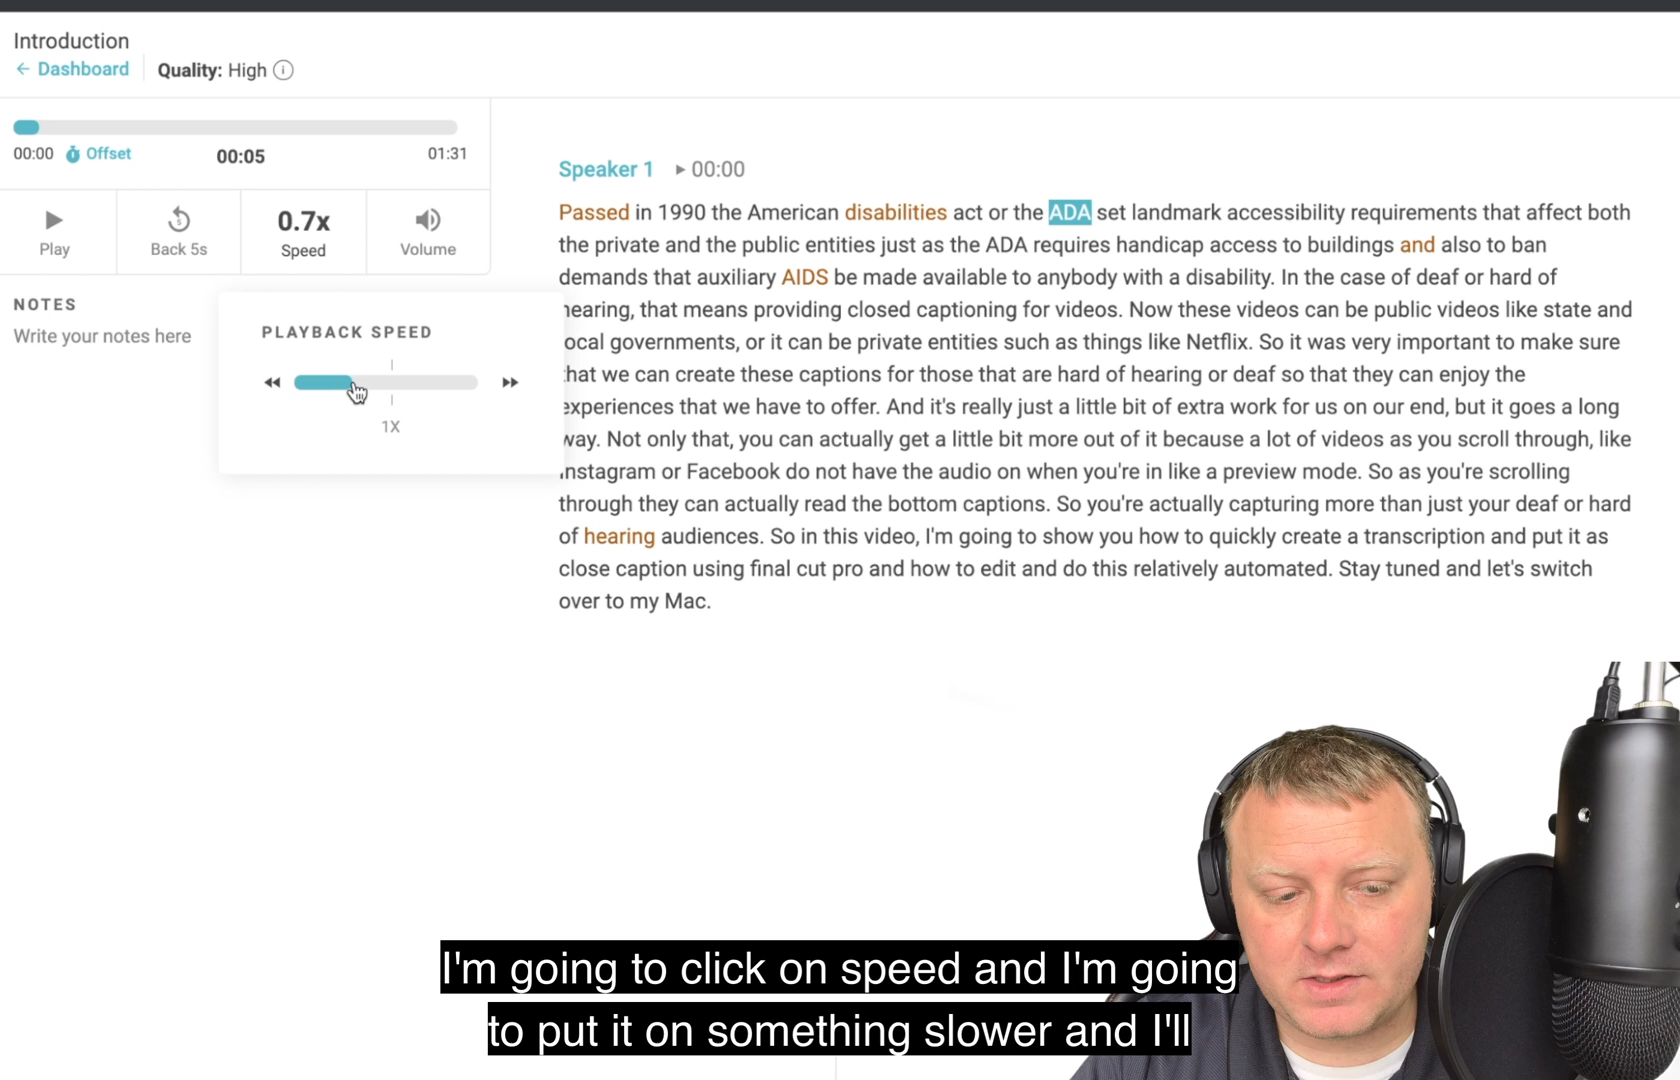 Introduction
← Dashboard
Quality: High
00:00
Offset
00:05
01:31
Play
Back 5s
0.7x
Speed
Volume
NOTES
Write your notes here
PLAYBACK SPEED
1X
Speaker 1
00:00
Passed in 1990 the American disabilities act or the ADA set landmark accessibility requirements that affect both
the private and the public entities just as the ADA requires handicap access to buildings and also to ban
demands that auxiliary AIDS be made available to anybody with a disability. In the case of deaf or hard of
hearing, that means providing closed captioning for videos. Now these videos can be public videos like state and
local governments, or it can be private entities such as things like Netflix. So it was very important to make sure
that we can create these captions for those that are hard of hearing or deaf so that they can enjoy the
experiences that we have to offer. And it's really just a little bit of extra work for us on our end, but it goes a long
way. Not only that, you can actually get a little bit more out of it because a lot of videos as you scroll through, like
Instagram or Facebook do not have the audio on when you're in like a preview mode. So as you're scrolling
through they can actually read the bottom captions. So you're actually capturing more than just your deaf or hard
of hearing audiences. So in this video, I'm going to show you how to quickly create a transcription and put it as
close caption using final cut pro and how to edit and do this relatively automated. Stay tuned and let's switch
over to my Mac.
I'm going to click on speed and I'm going
to put it on something slower and I'll